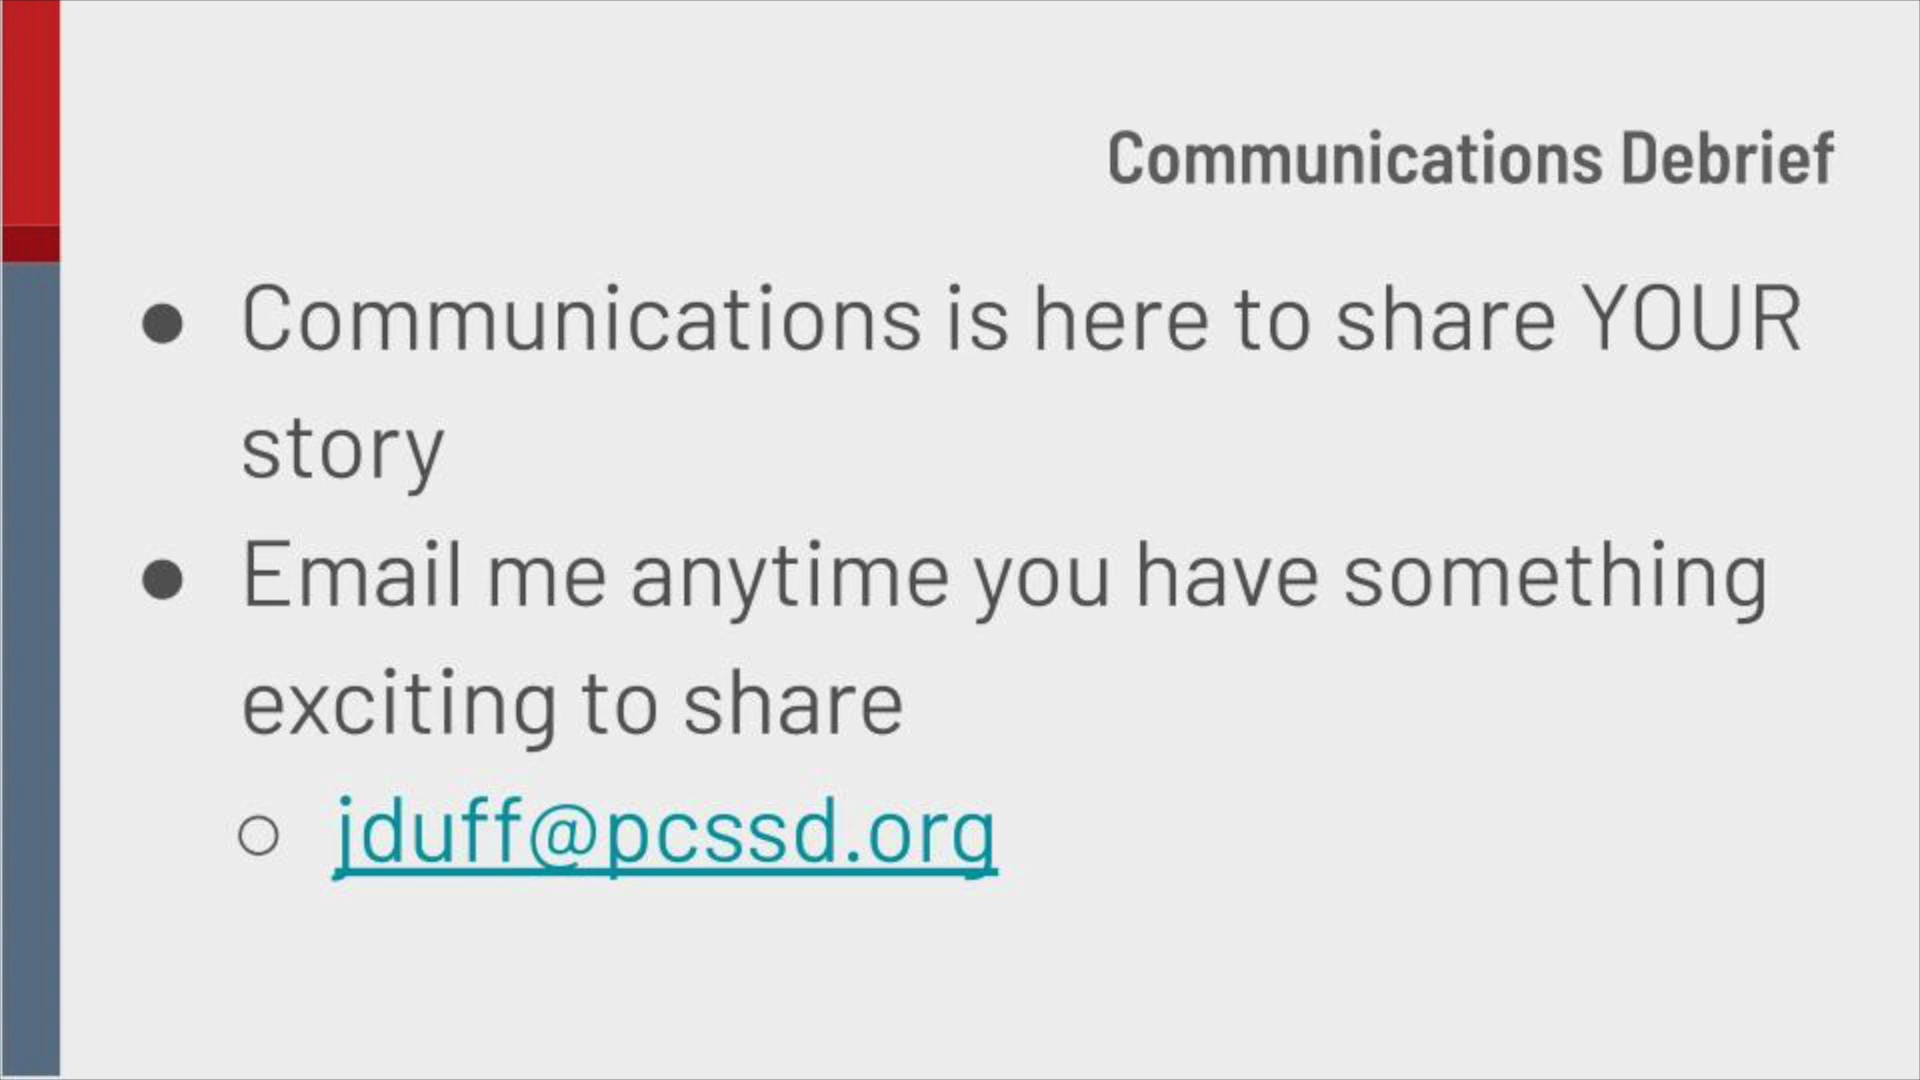 Communications Debrief
● Communications is here to share YOUR
story
● Email me anytime you have something
exciting to share
○ jduff@pcssd.org